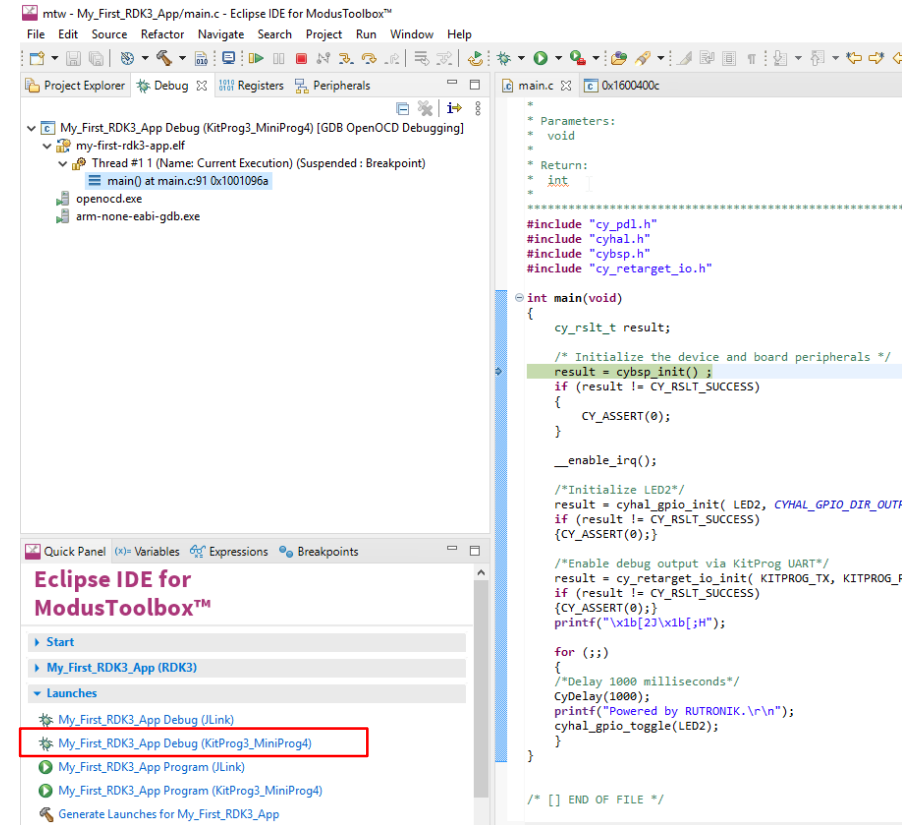 mtw - My_First_RDK3_App/main.c - Eclipse IDE for ModusToolbox™
File Edit Source Refactor Navigate Search Project Run Window Help
Project Explorer Debug Registers Peripherals
My_First_RDK3_App Debug (KitProg3_MiniProg4) [GDB OpenOCD Debugging]
my-first-rdk3-app.elf
Thread #1 1 (Name: Current Execution) (Suspended : Breakpoint)
main() at main.c:91 0x1001096a
openocd.exe
arm-none-eabi-gdb.exe
Quick Panel (x)= Variables Expressions Breakpoints
Eclipse IDE for
ModusToolbox™
Start
My_First_RDK3_App (RDK3)
Launches
My_First_RDK3_App Debug (JLink)
My_First_RDK3_App Debug (KitProg3_MiniProg4)
My_First_RDK3_App Program (JLink)
My_First_RDK3_App Program (KitProg3_MiniProg4)
Generate Launches for My_First_RDK3_App
main.c 0x1600400c
*
* Parameters:
*  void
*
* Return:
*  int
*
*******************************************************
#include "cy_pdl.h"
#include "cyhal.h"
#include "cybsp.h"
#include "cy_retarget_io.h"
int main(void)
{
cy_rslt_t result;
/* Initialize the device and board peripherals */
result = cybsp_init() ;
if (result != CY_RSLT_SUCCESS)
{
CY_ASSERT(0);
}
__enable_irq();
/*Initialize LED2*/
result = cyhal_gpio_init( LED2, CYHAL_GPIO_DIR_OUTP
if (result != CY_RSLT_SUCCESS)
{CY_ASSERT(0);}
/*Enable debug output via KitProg UART*/
result = cy_retarget_io_init( KITPROG_TX, KITPROG_R
if (result != CY_RSLT_SUCCESS)
{CY_ASSERT(0);}
printf("\x1b[2J\x1b[;H");
for (;;)
{
/*Delay 1000 milliseconds*/
CyDelay(1000);
printf("Powered by RUTRONIK.\r\n");
cyhal_gpio_toggle(LED2);
}
}
/* [] END OF FILE */